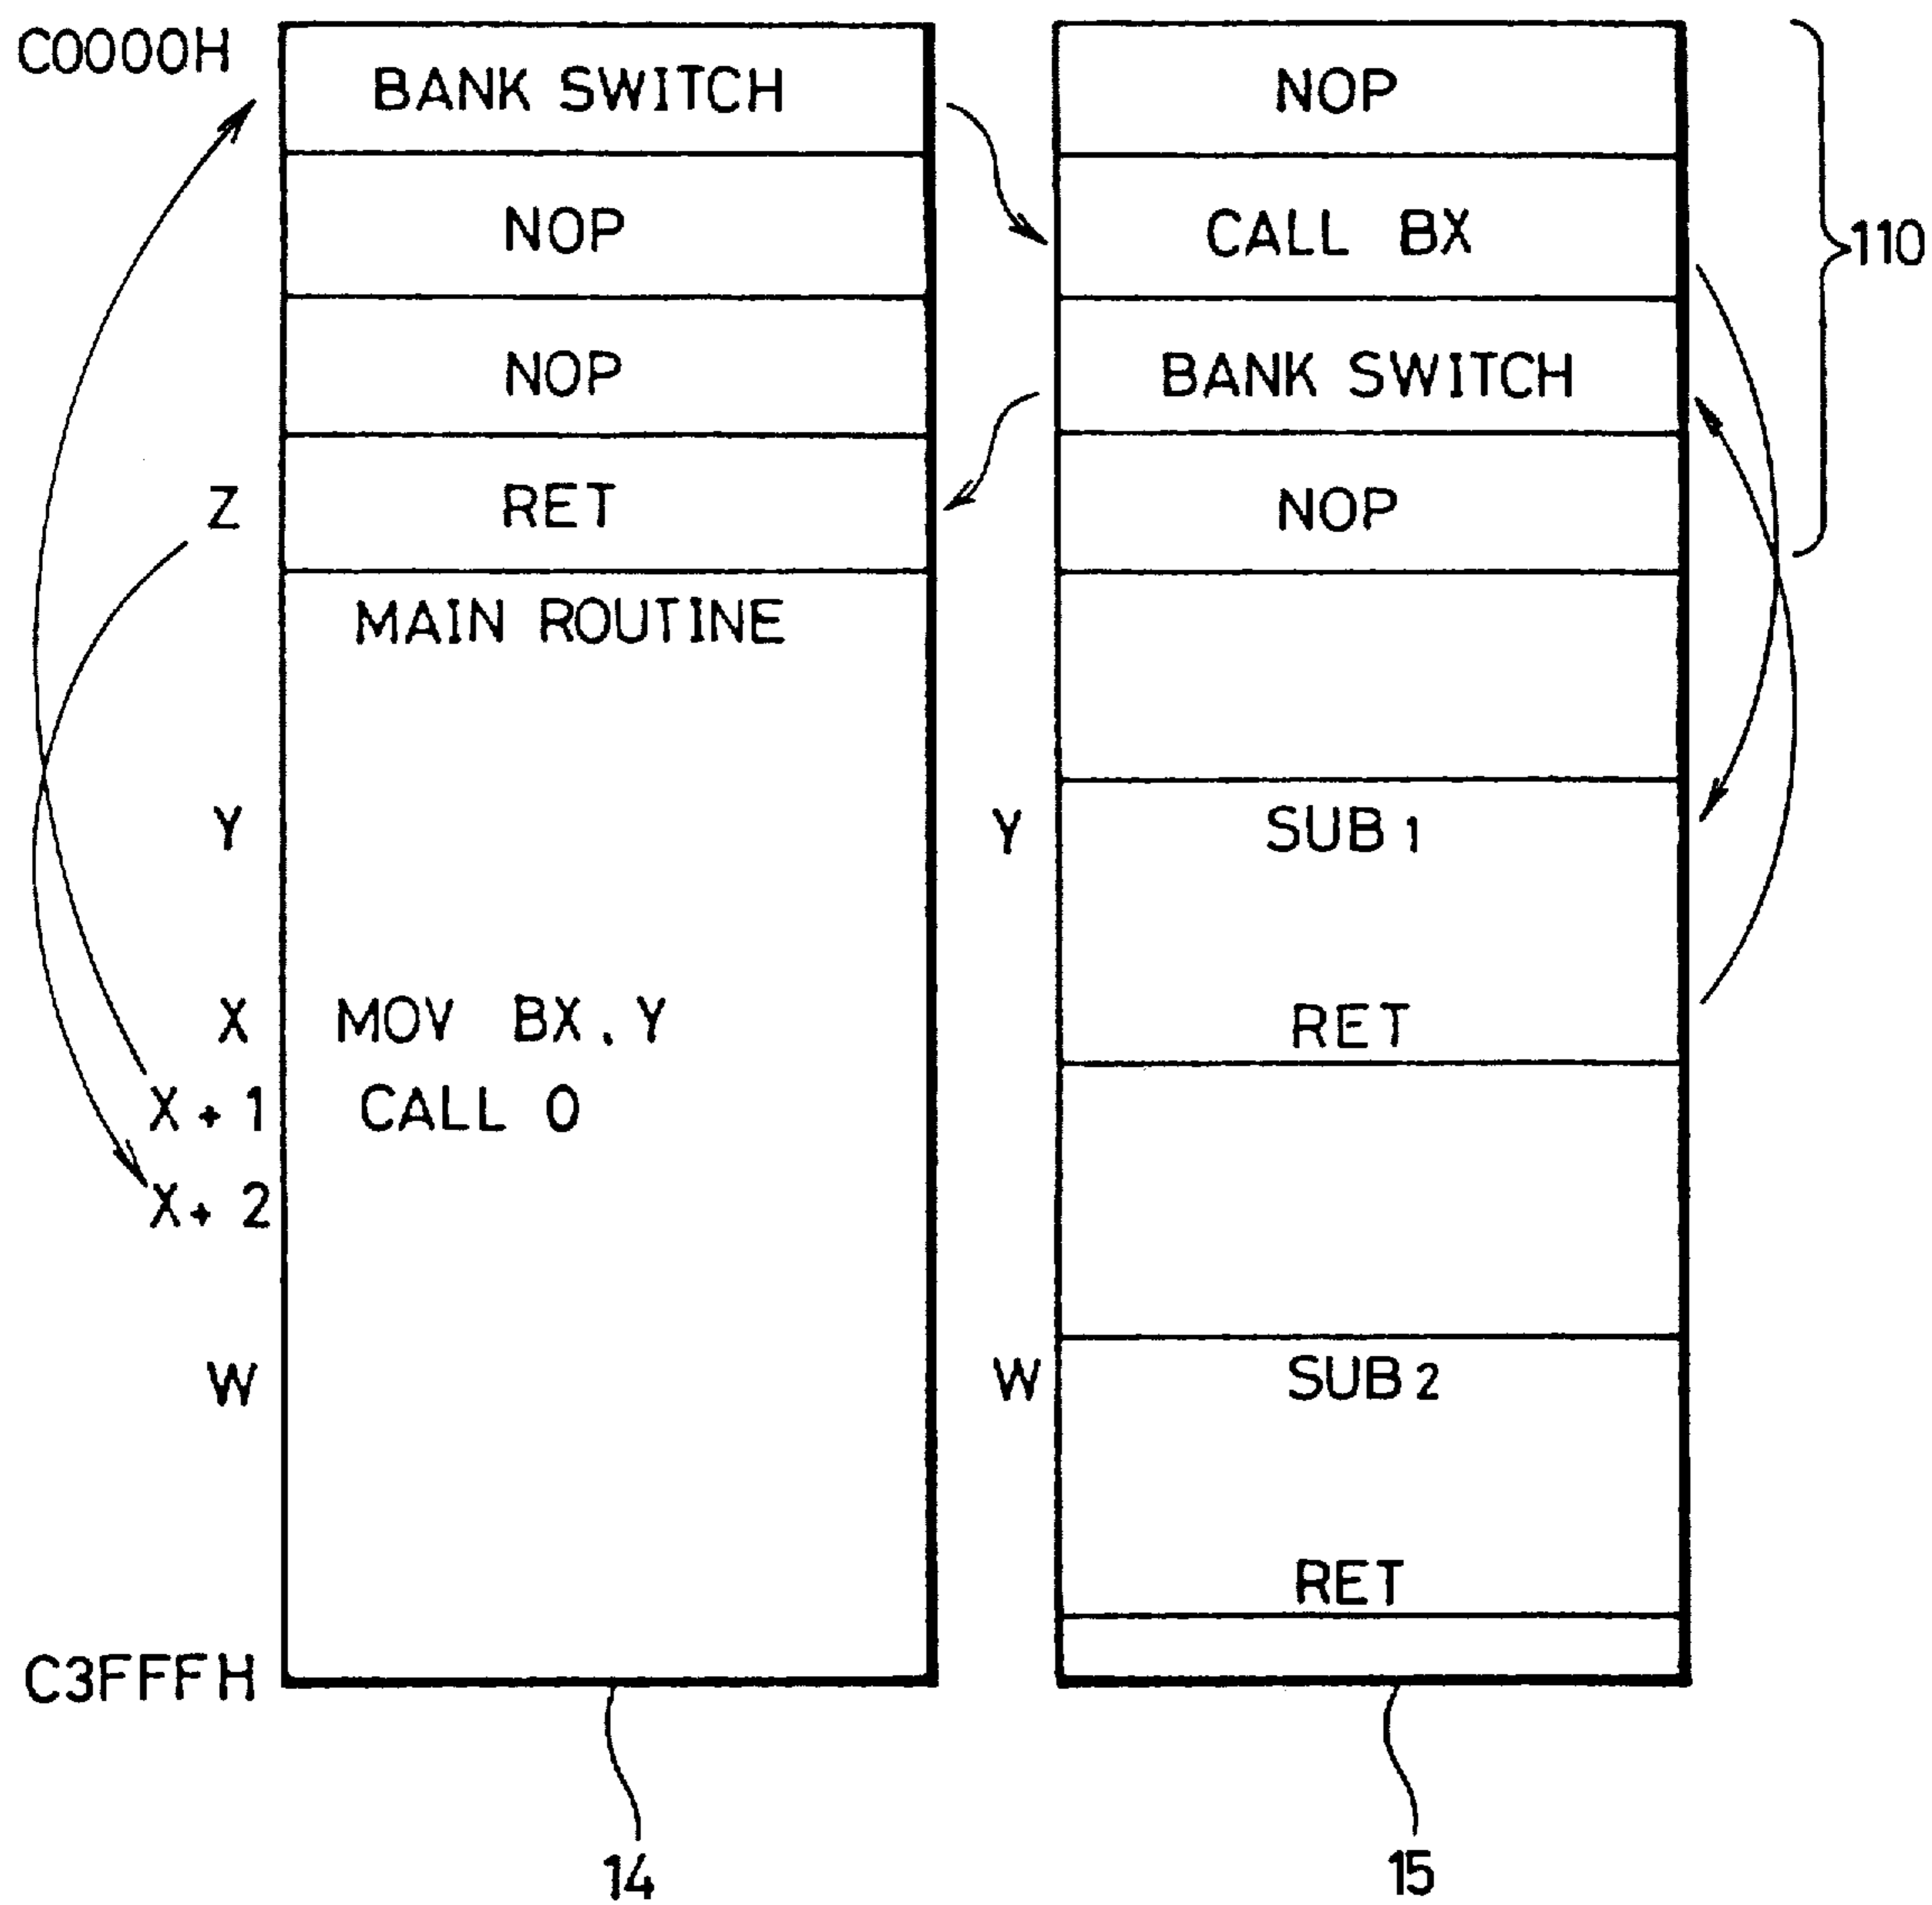 C0000H
BANK SWITCH
NOP
NOP
CALL BX
110
NOP
BANK SWITCH
Z
RET
NOP
MAIN ROUTINE
Y
Y
SUB 1
X
MOV BX. Y
RET
X + 1
CALL 0
X + 2
W
W
SUB 2
RET
C3FFFH
14
15